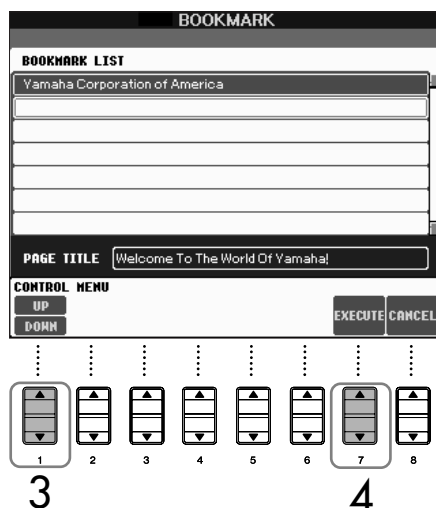 BOOKMARK
BOOKMARK LIST
Yamaha Corporation of America
PAGE TITLE Welcome To The World Of Yamaha!
CONTROL MENU
UP
DOWN
EXECUTE CANCEL
1 2 3 4 5 6 7 8
3 4